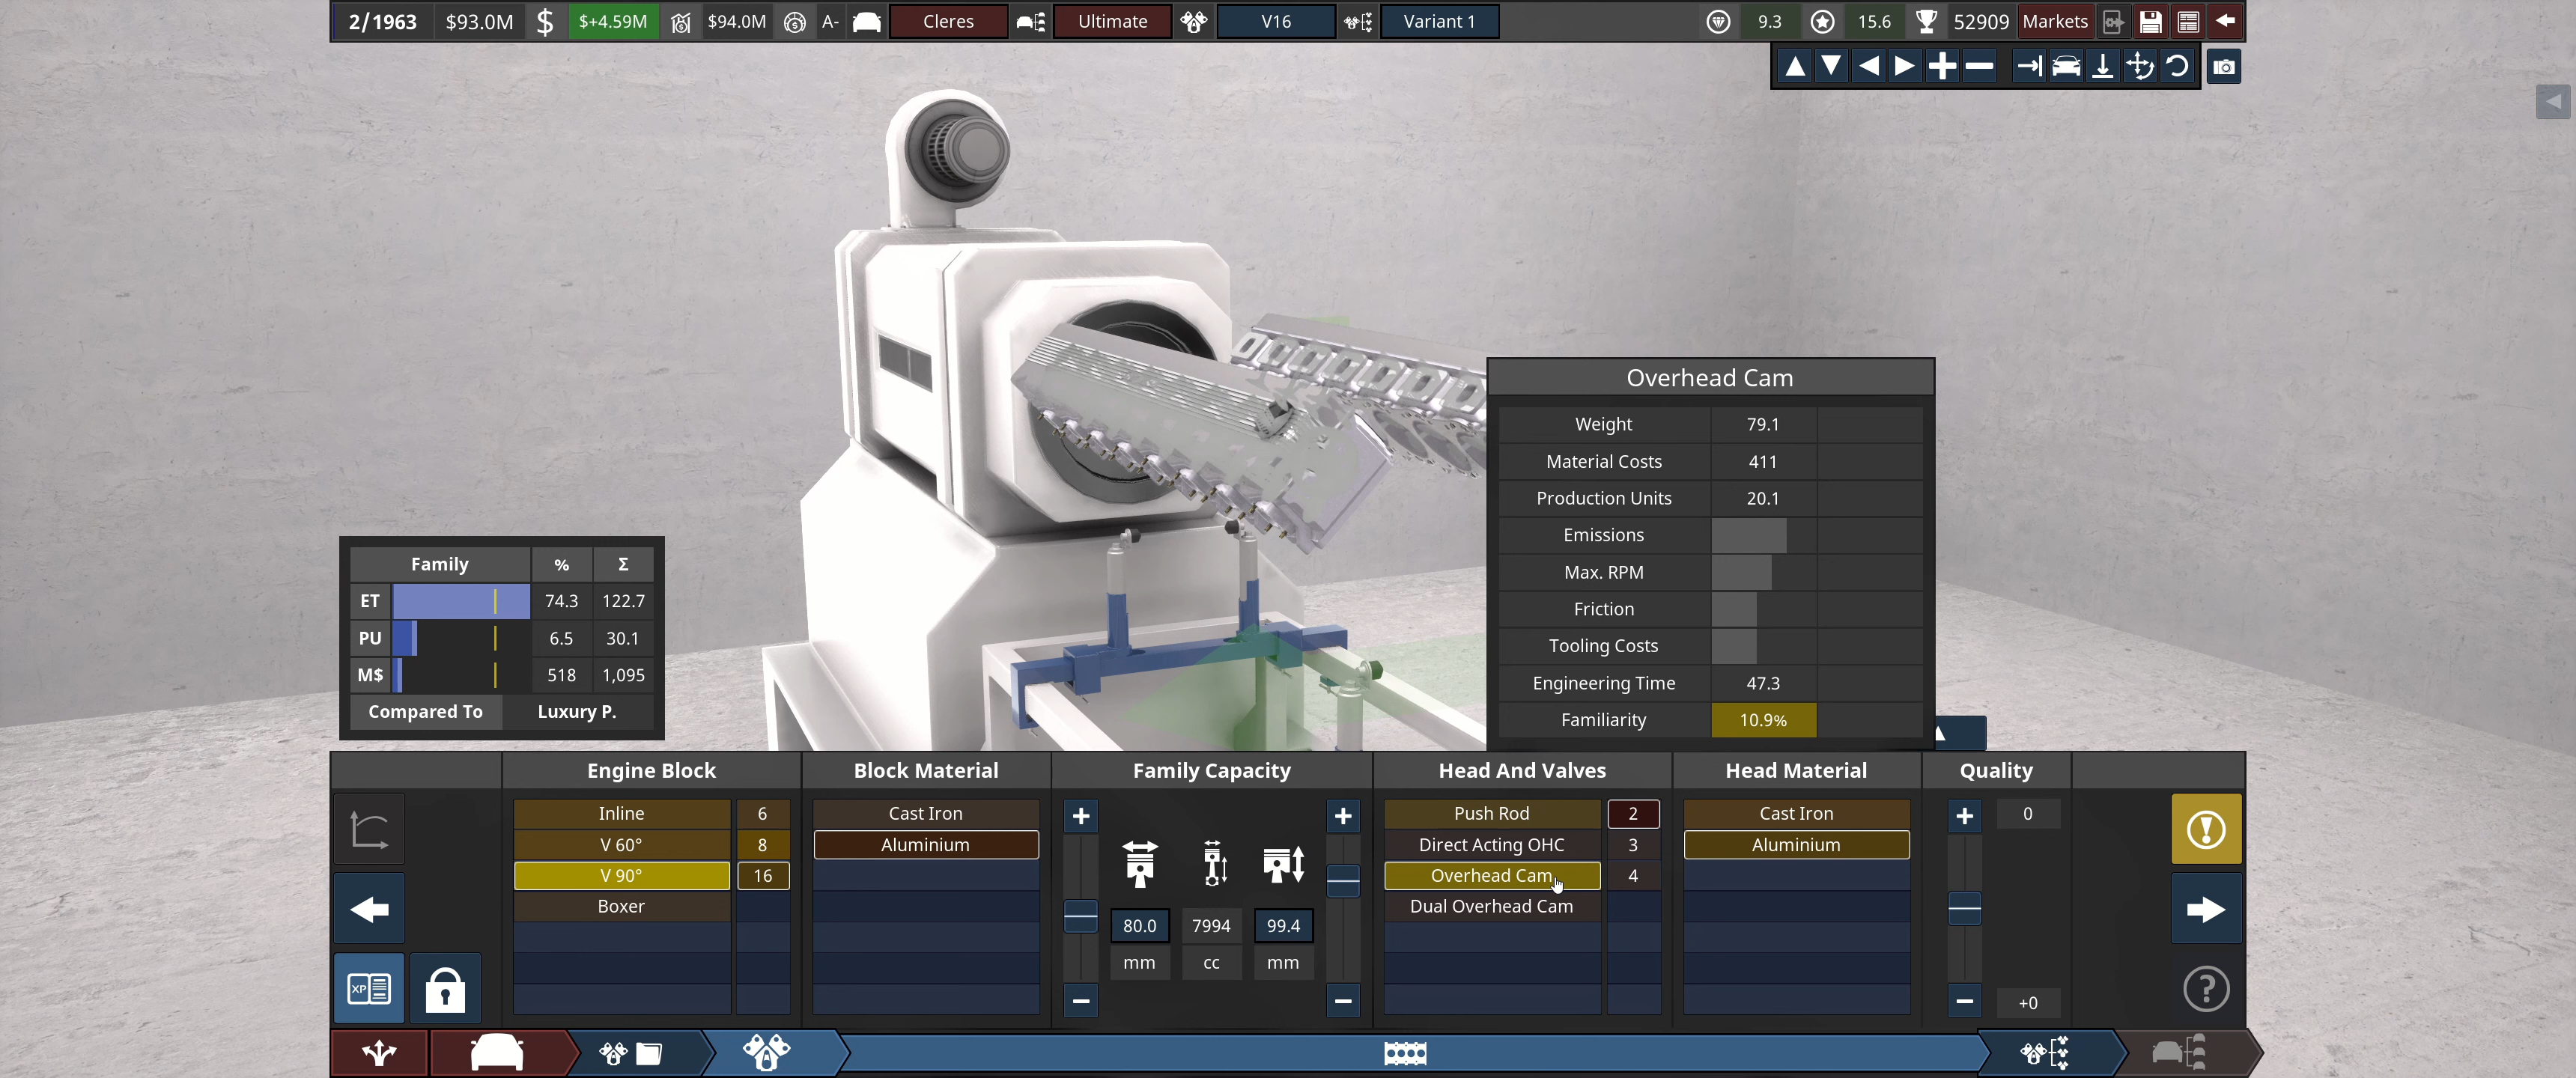 2/1963 $93.0M $+4.59M $94.0M A- Cleres Ultimate V16 Variant 1 9.3 15.6 52909 Markets
Overhead Cam
Weight 79.1
Material Costs 411
Production Units 20.1
Emissions
Max. RPM
Friction
Tooling Costs
Engineering Time 47.3
Familiarity 10.9%
Family % Σ
ET 74.3 122.7
PU 6.5 30.1
M$ 518 1,095
Compared To Luxury P.
Engine Block Block Material Family Capacity Head And Valves Head Material Quality
Inline 6 Cast Iron Push Rod 2 Cast Iron 0
V 60° 8 Aluminium Direct Acting OHC 3 Aluminium
V 90° 16 Overhead Cam 4
Boxer Dual Overhead Cam
80.0 7994 99.4
mm cc mm
XP +0